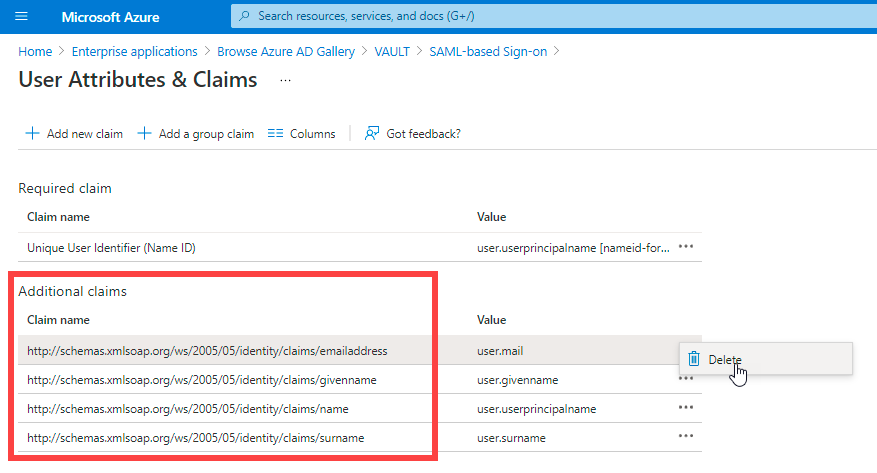 Microsoft Azure
Search resources, services, and docs (G+/)
Home > Enterprise applications > Browse Azure AD Gallery > VAULT > SAML-based Sign-on >
User Attributes & Claims ...
+ Add new claim + Add a group claim Columns Got feedback?
Required claim
Claim name Value
Unique User Identifier (Name ID) user.userprincipalname [nameid-for... ...
Additional claims
Claim name Value
http://schemas.xmlsoap.org/ws/2005/05/identity/claims/emailaddress user.mail Delete
http://schemas.xmlsoap.org/ws/2005/05/identity/claims/givenname user.givenname ...
http://schemas.xmlsoap.org/ws/2005/05/identity/claims/name user.userprincipalname ...
http://schemas.xmlsoap.org/ws/2005/05/identity/claims/surname user.surname ...